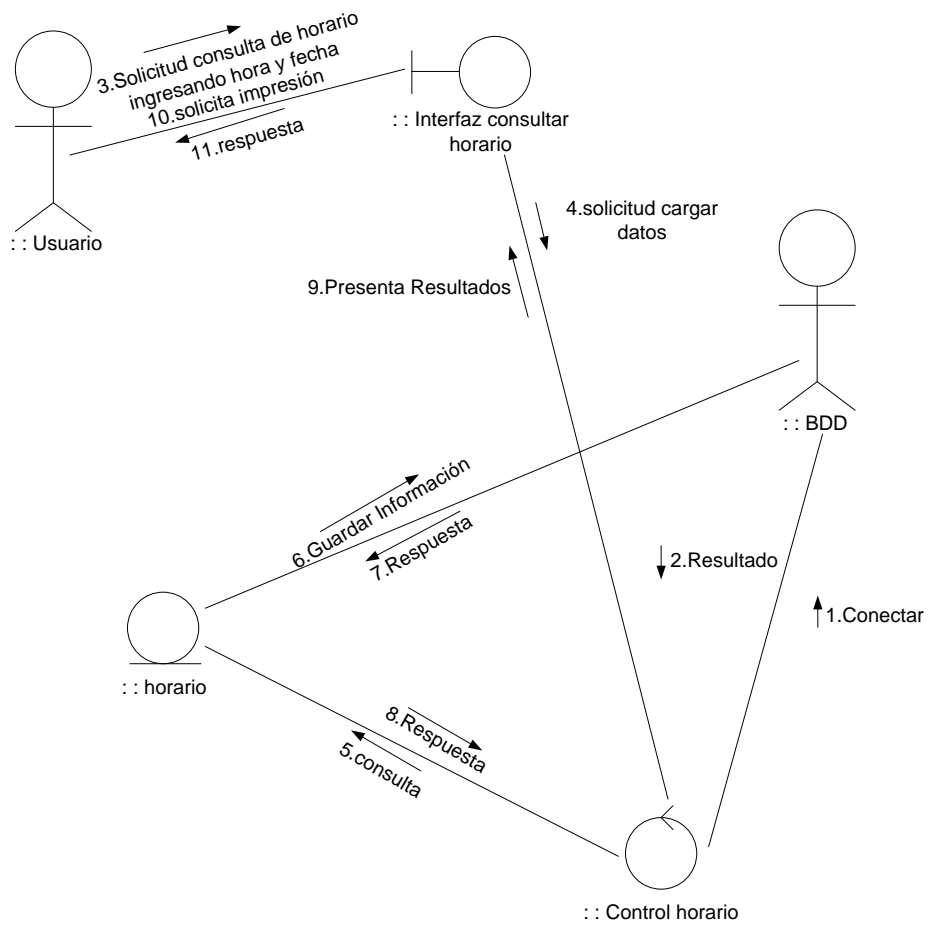 3.Solicitud consulta de horario
ingresando hora y fecha
10.solicita impresión
11.respuesta
: : Usuario
: : Interfaz consultar
horario
4.solicitud cargar
datos
9.Presenta Resultados
: : BDD
6.Guardar Información
7.Respuesta
2.Resultado
1.Conectar
: : horario
8.Respuesta
5.consulta
: : Control horario